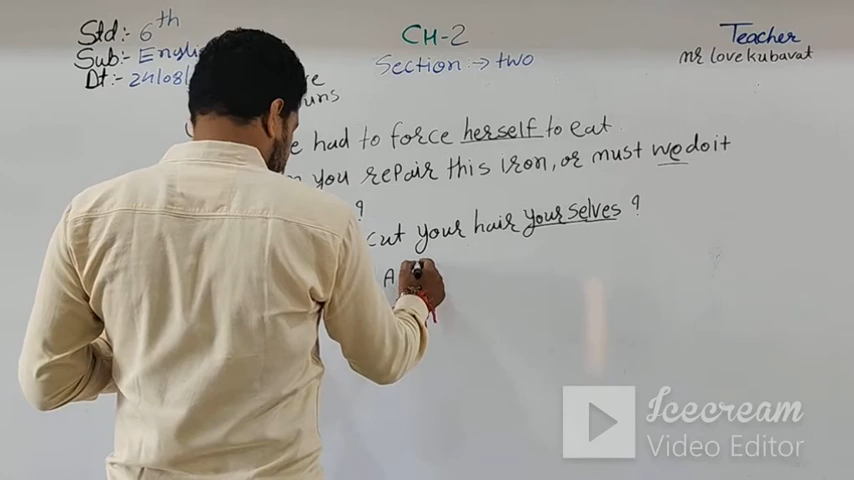 Std:- 6th
CH-2
Teacher
Sub:- Engli
Section:-> two
mr love kubavat
Dt:- 24/08/
uns
e had to force herself to eat
you repair this iron, or must we do it
?
cut your hair yourselves ?
A
Icecream
Video Editor